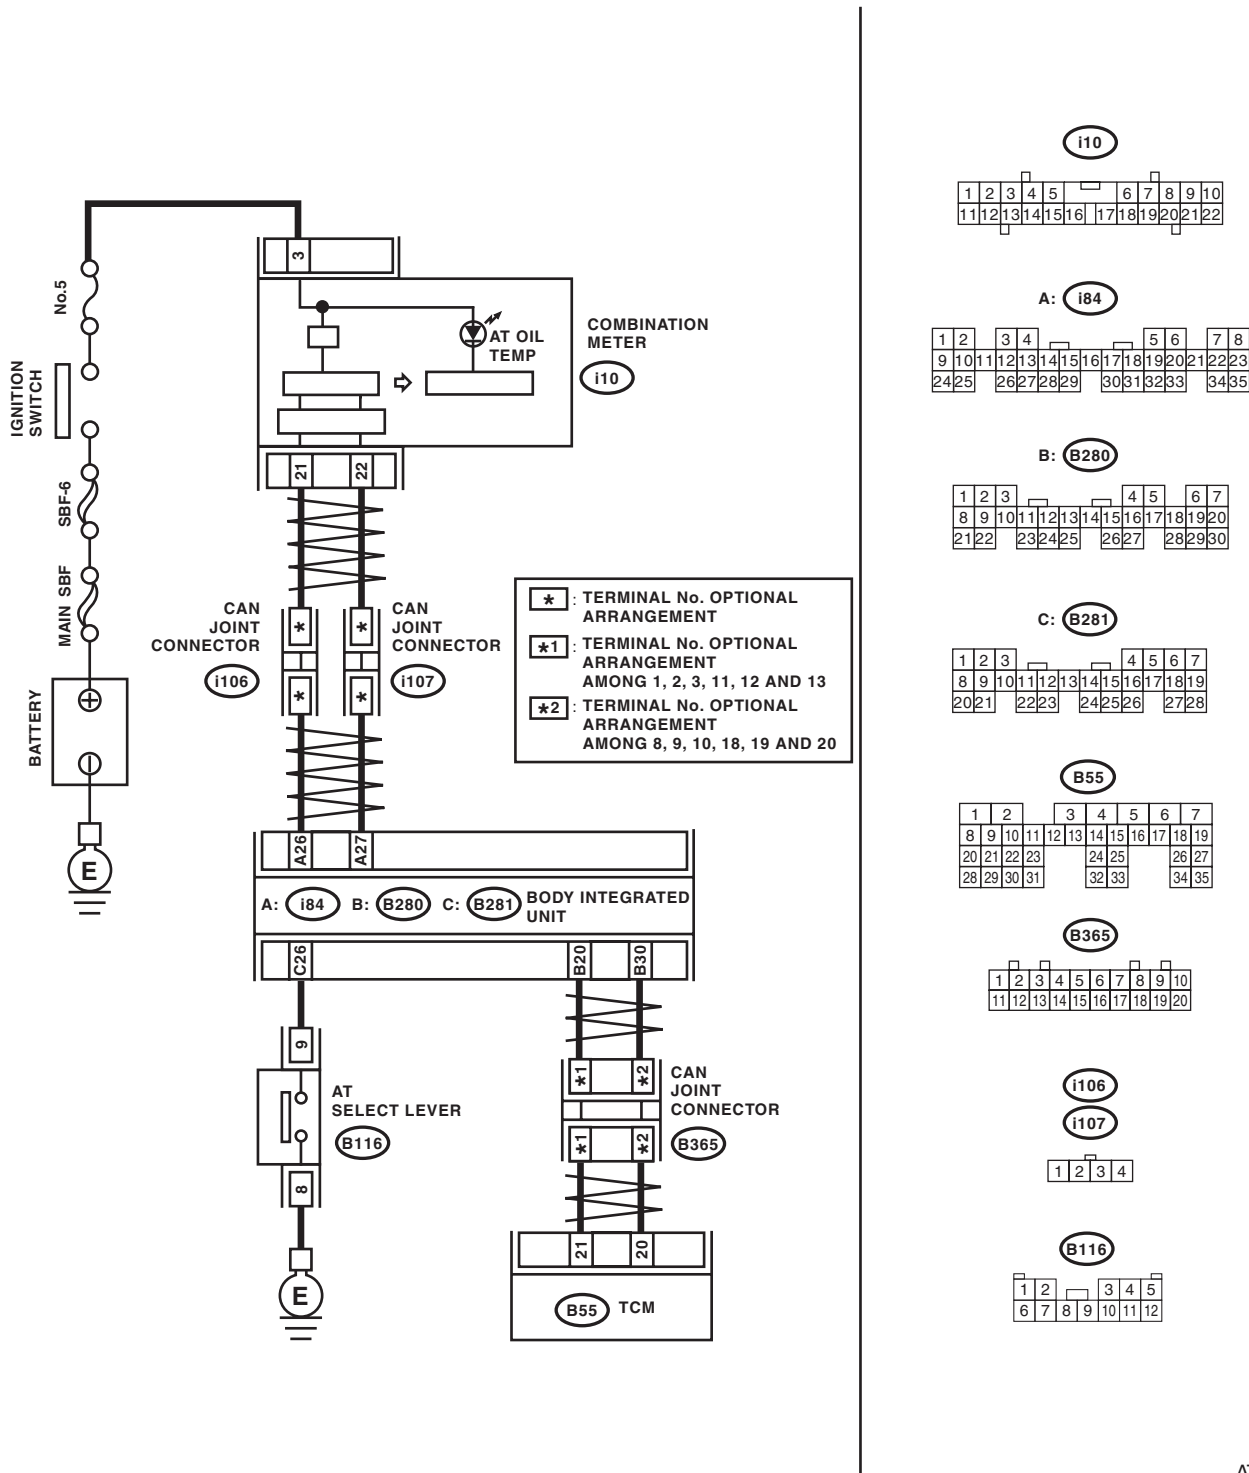 No.5
IGNITION
SWITCH
SBF-6
MAIN SBF
BATTERY
E
3
AT OIL
TEMP
COMBINATION
METER
i10
21 22
CAN
JOINT
CONNECTOR
i106
* *
* *
CAN
JOINT
CONNECTOR
i107
* : TERMINAL No. OPTIONAL
ARRANGEMENT
*1 : TERMINAL No. OPTIONAL
ARRANGEMENT
AMONG 1, 2, 3, 11, 12 AND 13
*2 : TERMINAL No. OPTIONAL
ARRANGEMENT
AMONG 8, 9, 10, 18, 19 AND 20
A26 A27
A: i84 B: B280 C: B281 BODY INTEGRATED
UNIT
C26 B20 B30
9
AT
SELECT LEVER
B116
8
E
*1 *2
*1 *2
CAN
JOINT
CONNECTOR
B365
21 20
B55 TCM
i10
1 2 3 4 5 6 7 8 9 10
11 12 13 14 15 16 17 18 19 20 21 22
A: i84
1 2 3 4 5 6 7 8
9 10 11 12 13 14 15 16 17 18 19 20 21 22 23
24 25 26 27 28 29 30 31 32 33 34 35
B: B280
1 2 3 4 5 6 7
8 9 10 11 12 13 14 15 16 17 18 19 20
21 22 23 24 25 26 27 28 29 30
C: B281
1 2 3 4 5 6 7
8 9 10 11 12 13 14 15 16 17 18 19
20 21 22 23 24 25 26 27 28
B55
1 2 3 4 5 6 7
8 9 10 11 12 13 14 15 16 17 18 19
20 21 22 23 24 25 26 27
28 29 30 31 32 33 34 35
B365
1 2 3 4 5 6 7 8 9 10
11 12 13 14 15 16 17 18 19 20
i106
i107
1 2 3 4
B116
1 2 3 4 5
6 7 8 9 10 11 12